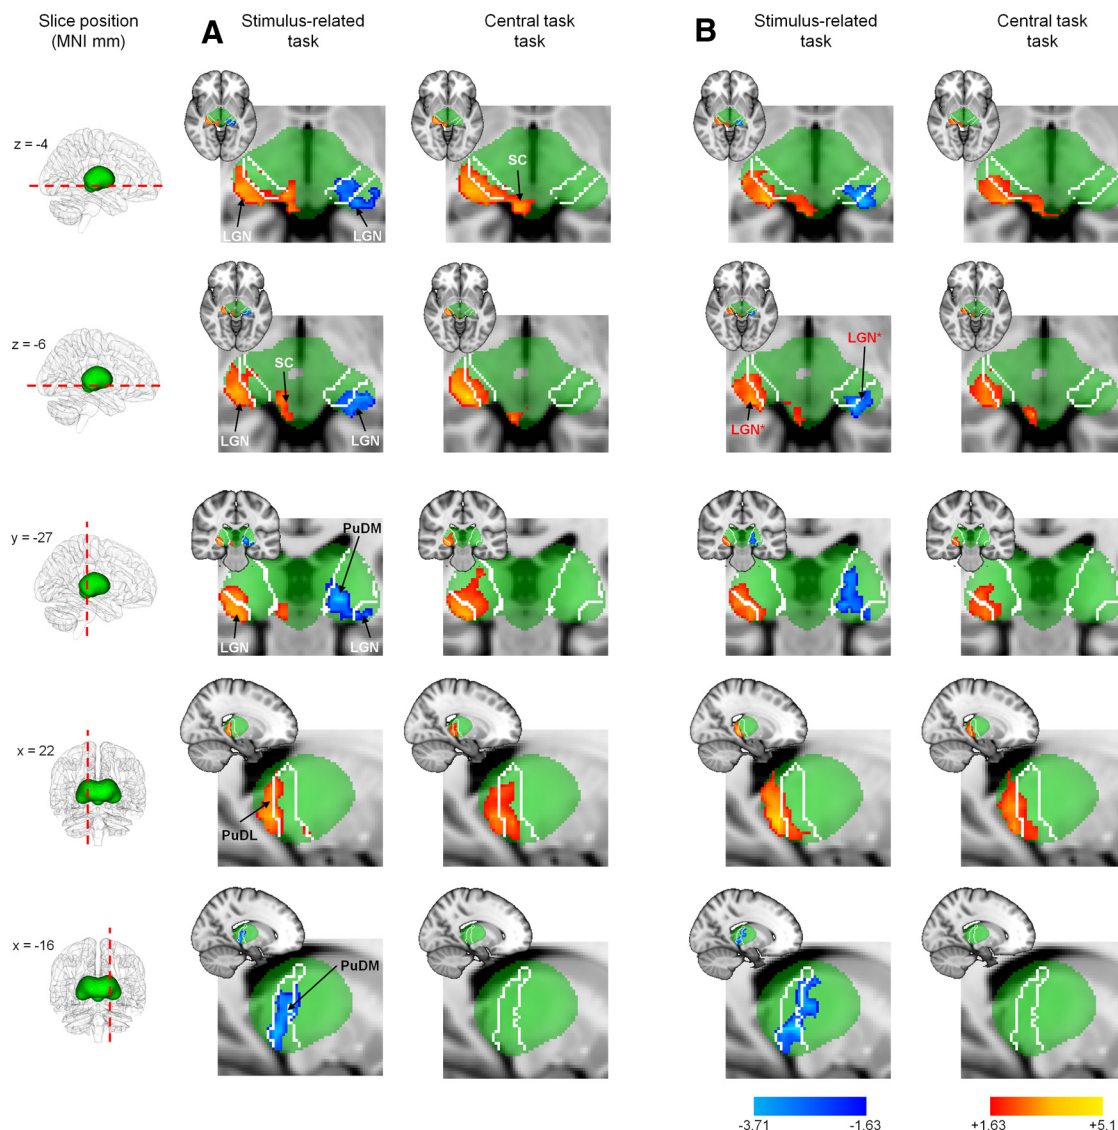 Slice position
(MNI mm)
A
Stimulus-related
task
Central task
task
B
Stimulus-related
task
Central task
task
z = -4
LGN
LGN
SC
z = -6
SC
LGN
LGN
LGN*
LGN*
y = -27
PuDM
LGN
LGN
x = 22
PuDL
x = -16
PuDM
-3.71
-1.63
+1.63
+5.1